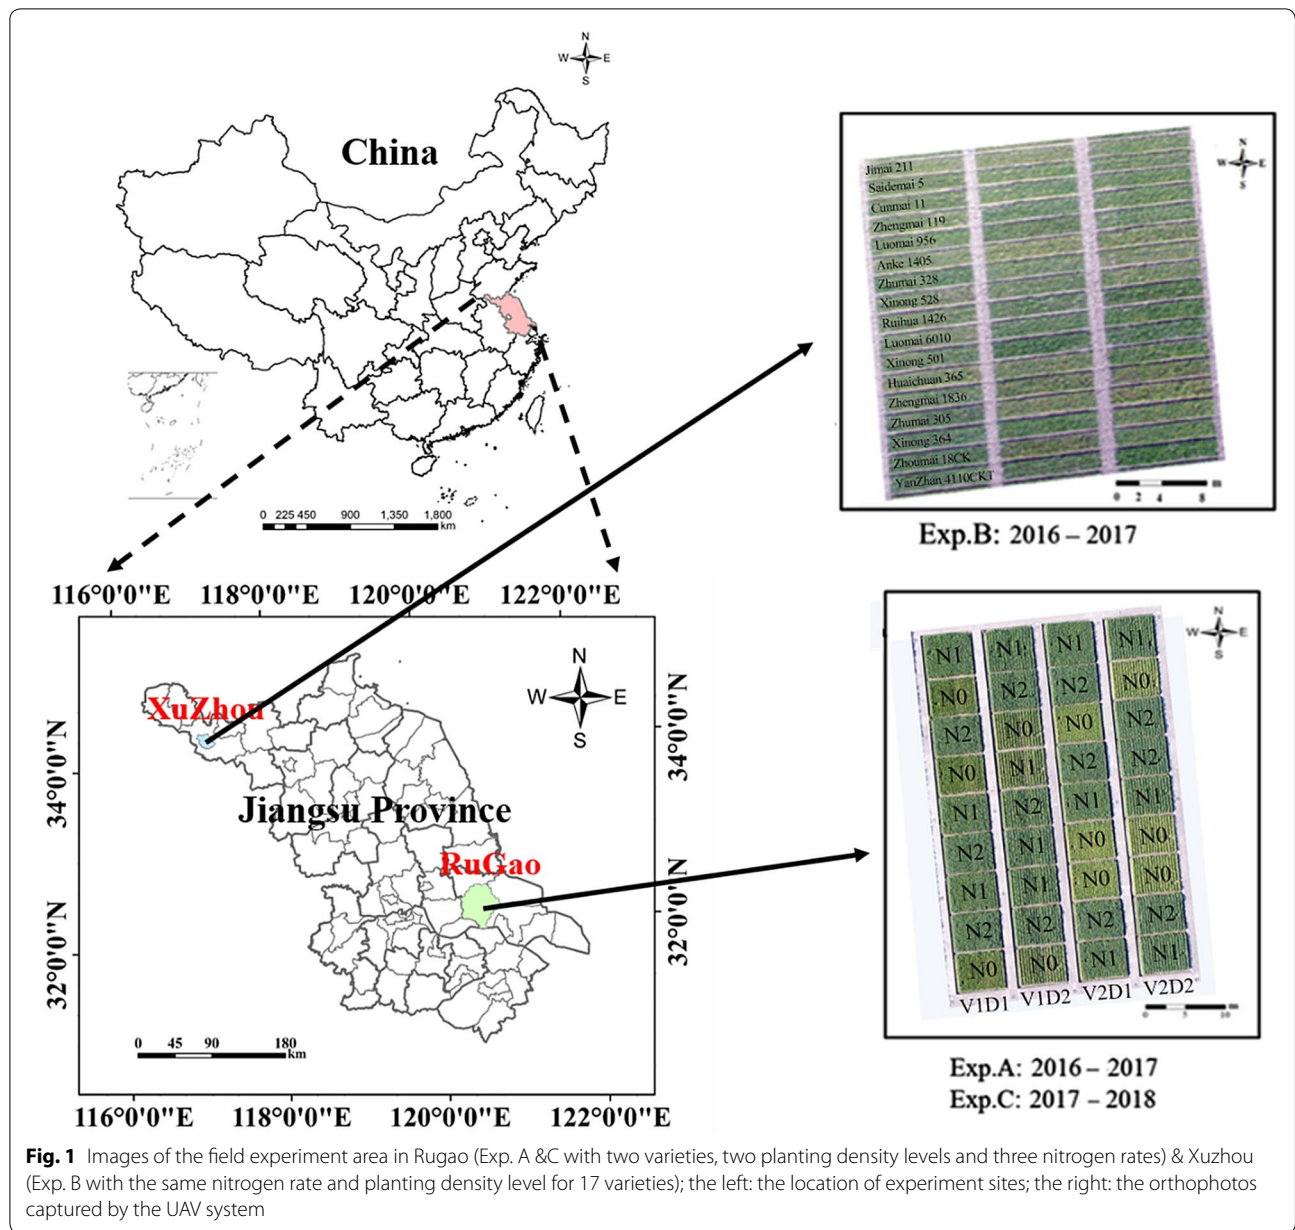 N
W E
S
China
0 225 450 900 1,350 1,800
km
N
W E
S
Jimai 211
Saidemai 5
Cunmai 11
Zhengmai 119
Luomai 956
Anke 1405
Zhumai 328
Xinong 528
Ruihua 1426
Luomai 6010
Xinong 501
Huaichuan 365
Zhengmai 1836
Zhumai 305
Xinong 364
Zhoumai 18CK
YanZhan 4110CKT
0 2 4 8 m
Exp.B: 2016 – 2017
116°0'0"E 118°0'0"E 120°0'0"E 122°0'0"E
N
W E
S
XuZhou
Jiangsu Province
RuGao
34°0'0"N
32°0'0"N
34°0'0"N
32°0'0"N
0 45 90 180
km
116°0'0"E 118°0'0"E 120°0'0"E 122°0'0"E
N
W E
S
N1 N1 N1 N1
N0 N2 N2 N0
N2 N0 N0 N2
N0 N1 N2 N2
N1 N2 N1 N1
N2 N1 N0 N0
N1 N1 N0 N0
N2 N2 N2 N2
N0 N0 N1 N1
V1D1 V1D2 V2D1 V2D2
0 5 10 m
Exp.A: 2016 – 2017
Exp.C: 2017 – 2018
Fig. 1 Images of the field experiment area in Rugao (Exp. A &C with two varieties, two planting density levels and three nitrogen rates) & Xuzhou
(Exp. B with the same nitrogen rate and planting density level for 17 varieties); the left: the location of experiment sites; the right: the orthophotos
captured by the UAV system